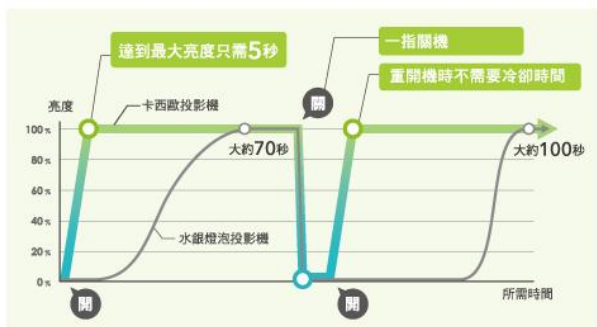 達到最大亮度只需5秒
一指關機
重開機時不需要冷卻時間
關
亮度
卡西歐投影機
100%
80%
60%
40%
20%
0%
大約70秒
大約100秒
水銀燈泡投影機
開
開
所需時間